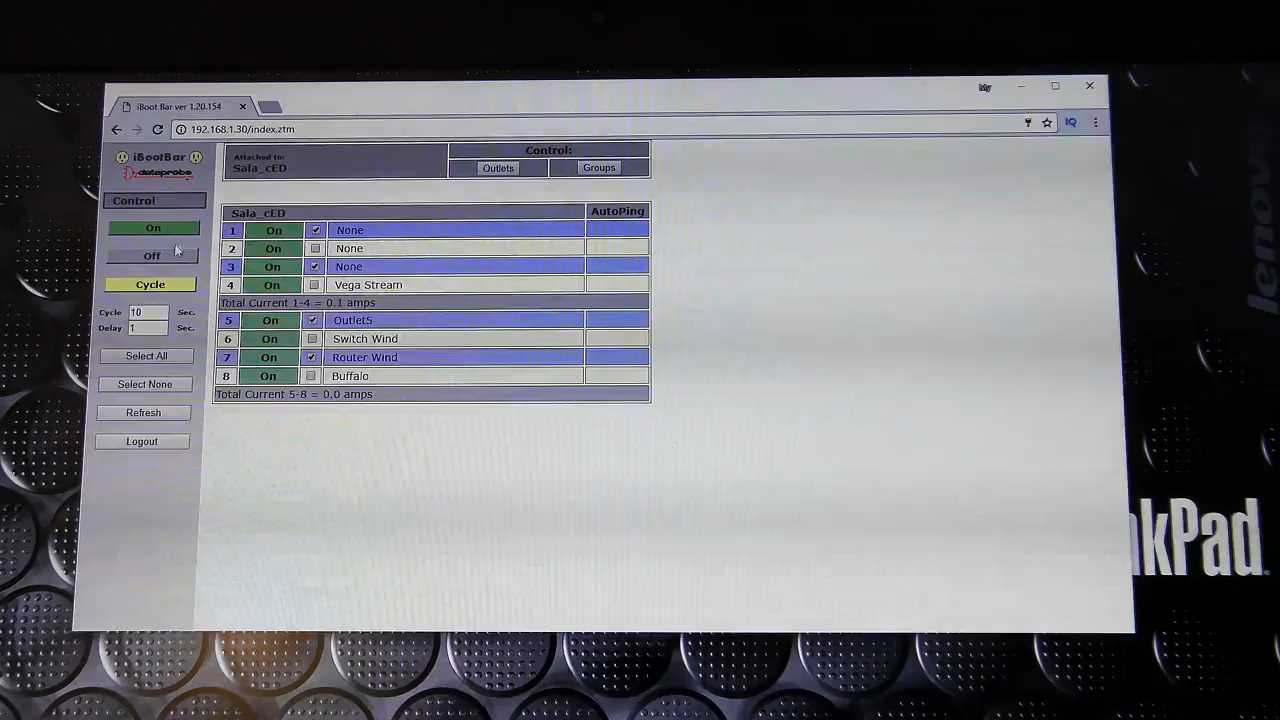 My
iBoot Bar ver 1.20.154
192.168.1.30/index.ztm
IQ
iBootBar
dataprobe
Attached to:
Sala_cED
Control:
Outlets Groups
Control
On
Off
Cycle
Cycle 10 Sec.
Delay 1 Sec.
Select All
Select None
Refresh
Logout
Sala_cED AutoPing
1 On None
2 On None
3 On None
4 On Vega Stream
Total Current 1-4 = 0.1 amps
5 On Outlet5
6 On Switch Wind
7 On Router Wind
8 On Buffalo
Total Current 5-8 = 0.0 amps
lenovo
nkPad